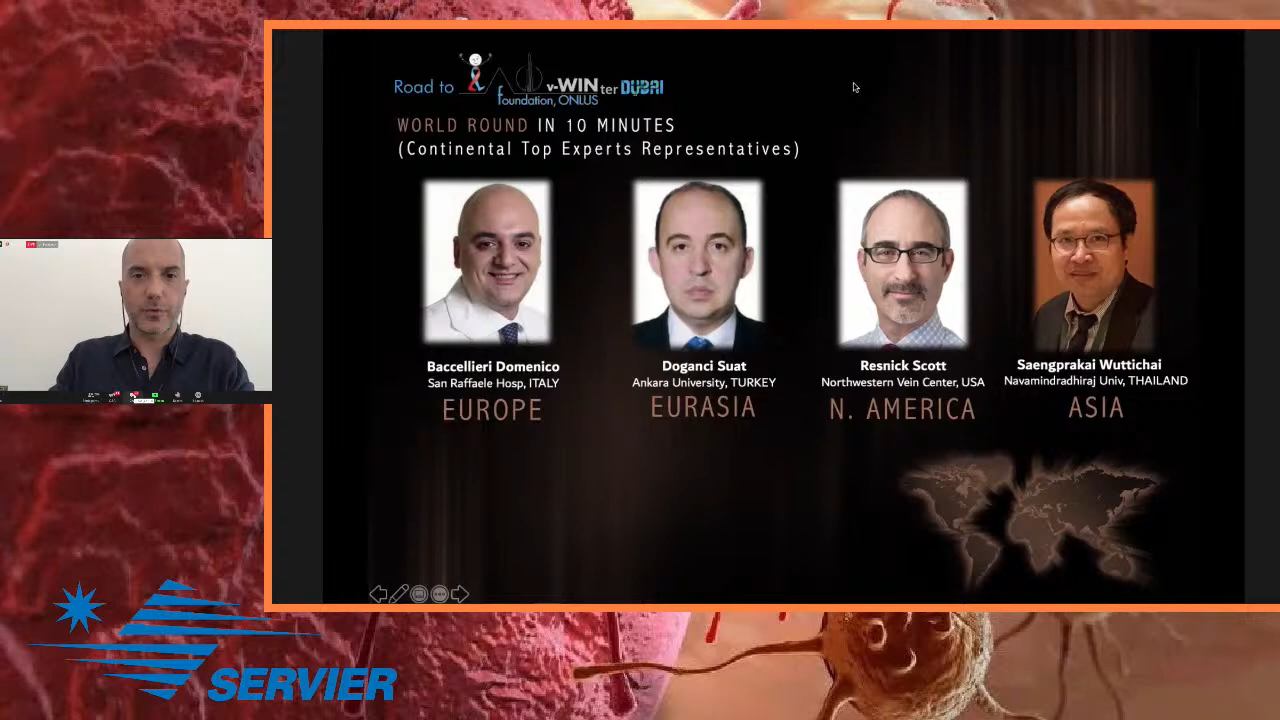 Road to
v-WINter DUBAI
foundation, ONLUS
WORLD ROUND IN 10 MINUTES
(Continental Top Experts Representatives)
Baccellieri Domenico
San Raffaele Hosp, ITALY
EUROPE
Doganci Suat
Ankara University, TURKEY
EURASIA
Resnick Scott
Northwestern Vein Center, USA
N. AMERICA
Saengprakai Wuttichai
Navamindradhiraj Univ, THAILAND
ASIA
SERVIER